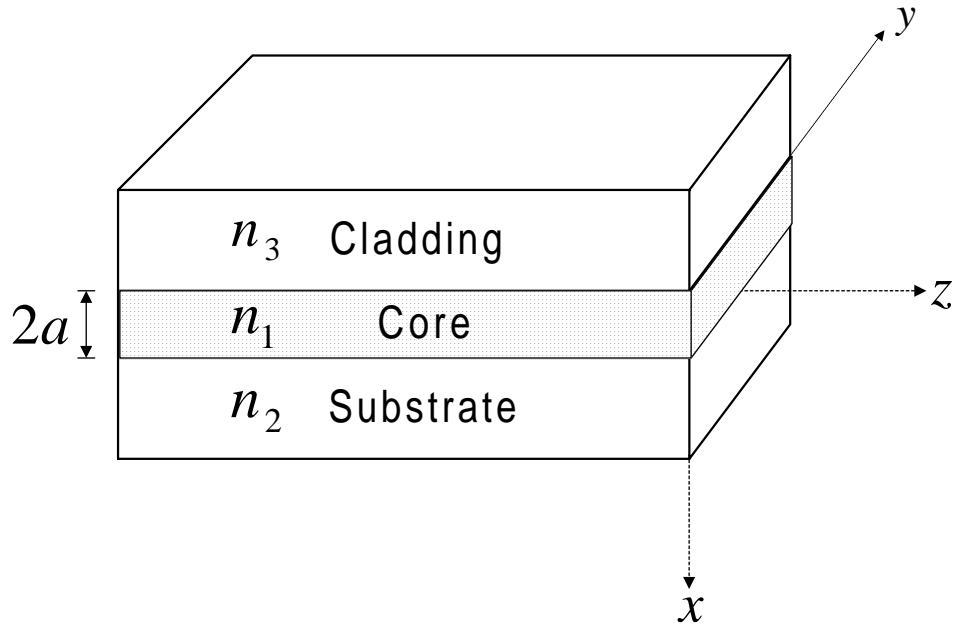 y
n₃ Cladding
z
2a
n₁ Core
n₂ Substrate
x